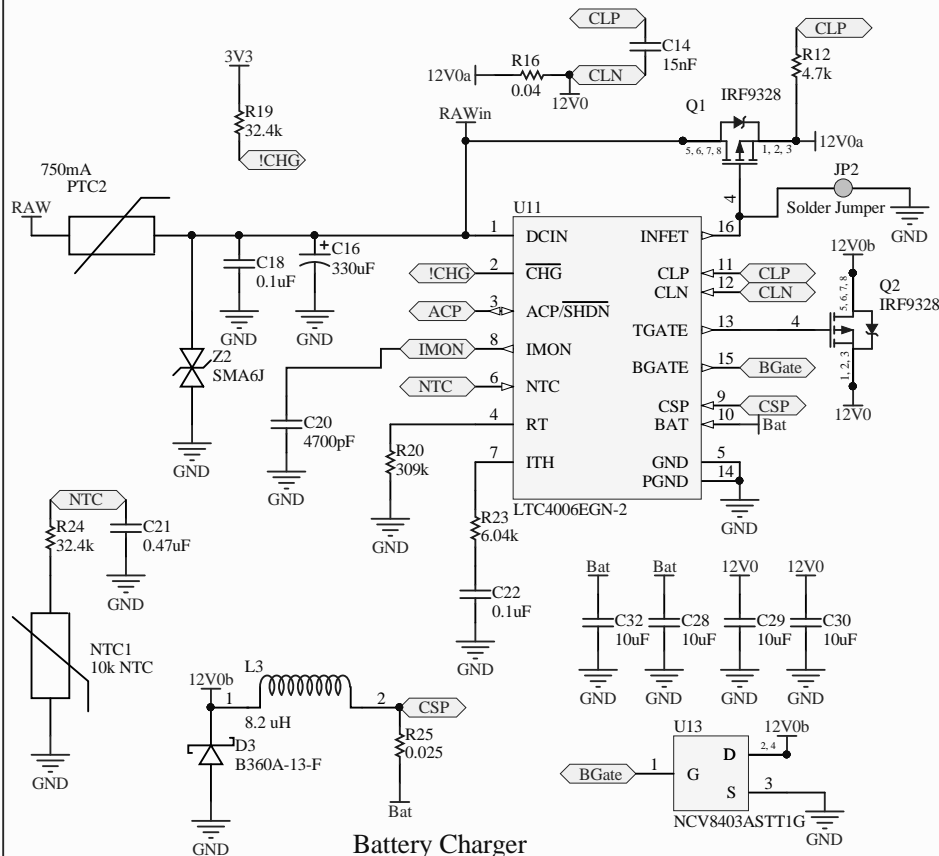 CLP
C14
15nF
R16
0.04
12V0a
12V0
CLN
CLP
R12
4.7k
3V3
R19
32.4k
!CHG
RAWin
Q1
IRF9328
5, 6, 7, 8
1, 2, 3
12V0a
4
JP2
Solder Jumper
GND
750mA
PTC2
RAW
C18
0.1uF
GND
+
C16
330uF
GND
Z2
SMA6J
GND
U11
1 DCIN
INFET 16
!CHG 2 CHG
CLP 11 CLP
CLN 12 CLN
ACP 3 ACP/SHDN
TGATE 13 4
IMON 8 IMON
BGATE 15 BGate
NTC 6 NTC
CSP 9 CSP
BAT 10 Bat
4 RT
7 ITH
GND 5
PGND 14
GND
LTC4006EGN-2
12V0b
5, 6, 7, 8
Q2
IRF9328
1, 2, 3
12V0
C20
4700pF
GND
R20
309k
GND
R23
6.04k
C22
0.1uF
GND
NTC
R24
32.4k
C21
0.47uF
GND
NTC1
10k NTC
GND
Bat
C32
10uF
GND
Bat
C28
10uF
GND
12V0
C29
10uF
GND
12V0
C30
10uF
GND
12V0b
L3
1
2
8.2 uH
CSP
D3
B360A-13-F
GND
R25
0.025
Bat
U13
12V0b
BGate 1 G
D 2, 4
S 3
GND
NCV8403ASTT1G
Battery Charger